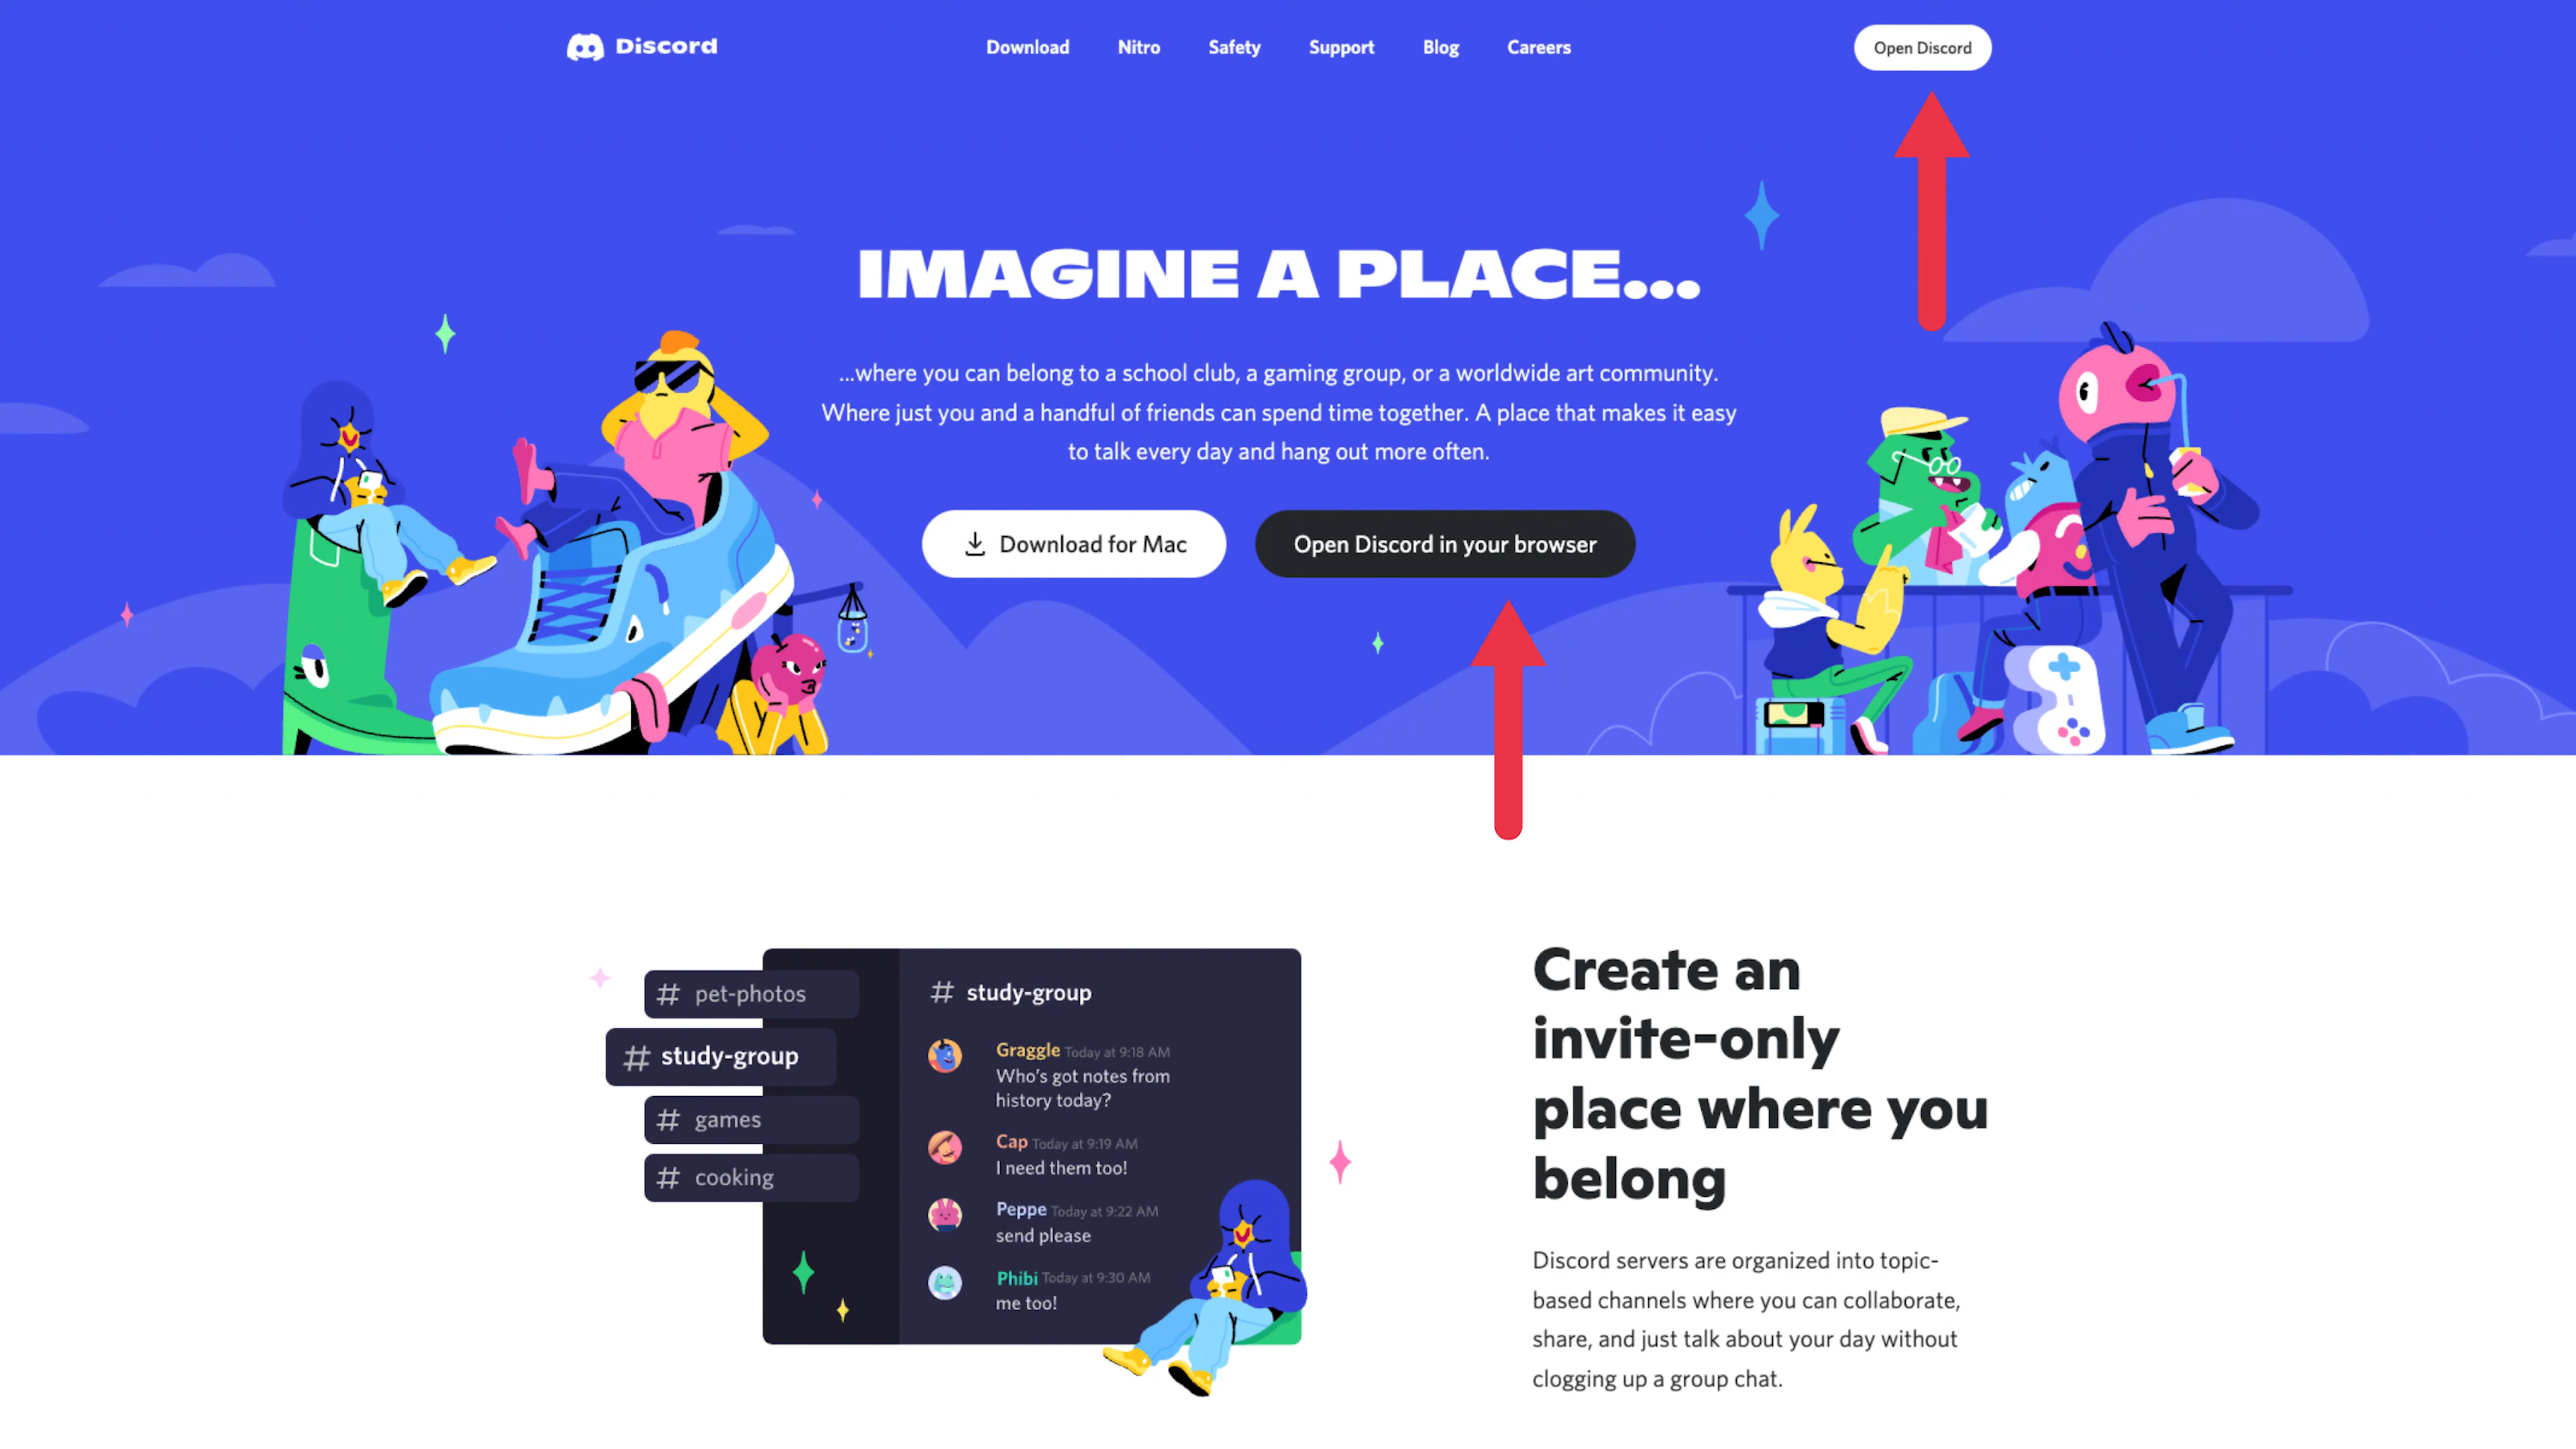 Discord
Download
Nitro
Safety
Support
Blog
Careers
Open Discord
IMAGINE A PLACE...
...where you can belong to a school club, a gaming group, or a worldwide art community.
Where just you and a handful of friends can spend time together. A place that makes it easy
to talk every day and hang out more often.
Download for Mac
Open Discord in your browser
# pet-photos
# study-group
# games
# cooking
# study-group
Graggle Today at 9:18 AM
Who's got notes from
history today?
Cap Today at 9:19 AM
I need them too!
Peppe Today at 9:22 AM
send please
Phibi Today at 9:30 AM
me too!
Create an
invite-only
place where you
belong
Discord servers are organized into topic-
based channels where you can collaborate,
share, and just talk about your day without
clogging up a group chat.